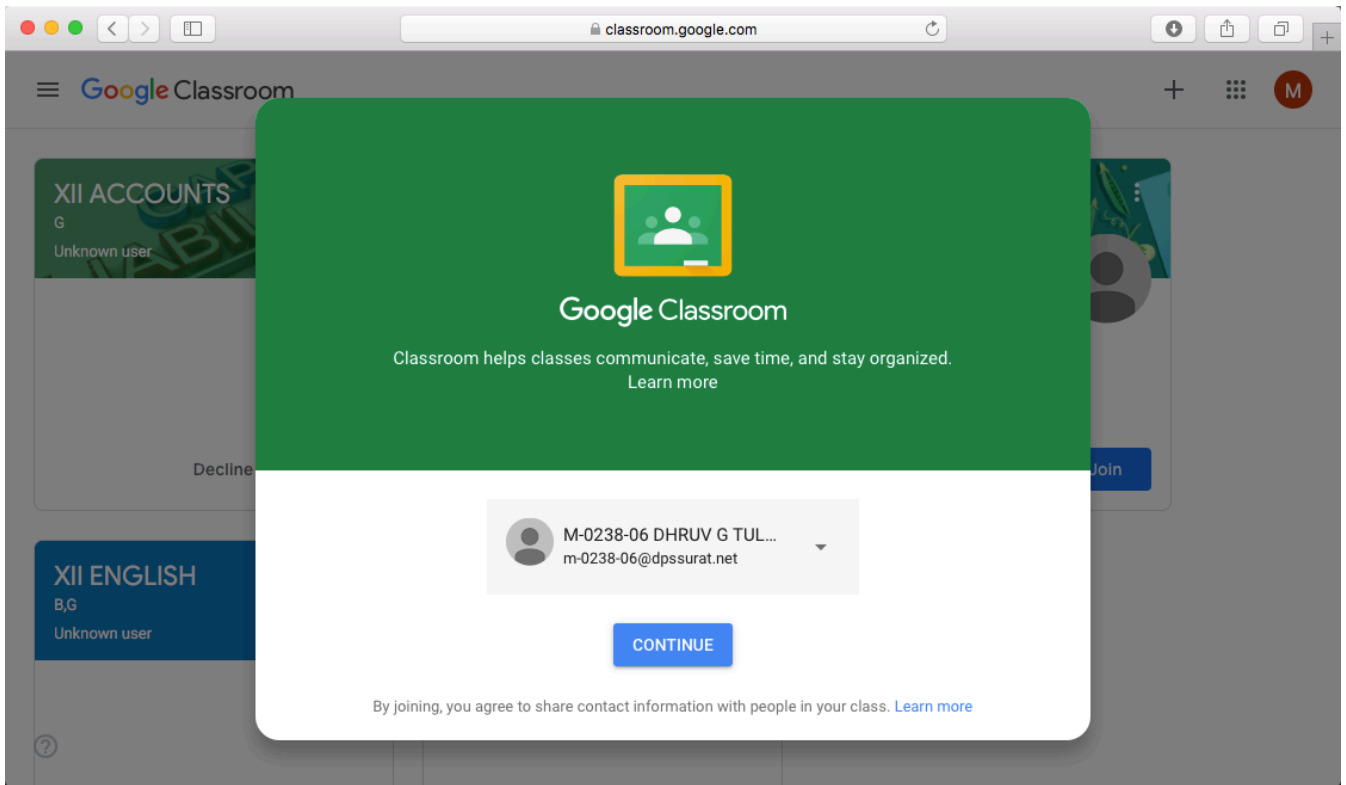 classroom.google.com
Google Classroom
M
XII ACCOUNTS
G
Unknown user
Decline
Join
XII ENGLISH
B,G
Unknown user
Google Classroom
Classroom helps classes communicate, save time, and stay organized.
Learn more
M-0238-06 DHRUV G TUL...
m-0238-06@dpssurat.net
CONTINUE
By joining, you agree to share contact information with people in your class. Learn more